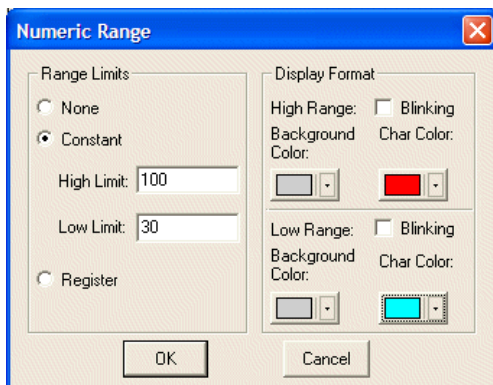 Numeric Range
Range Limits
None
Constant
High Limit: 100
Low Limit: 30
Register
Display Format
High Range: Blinking
Background Color: Char Color:
Low Range: Blinking
Background Color: Char Color:
OK Cancel